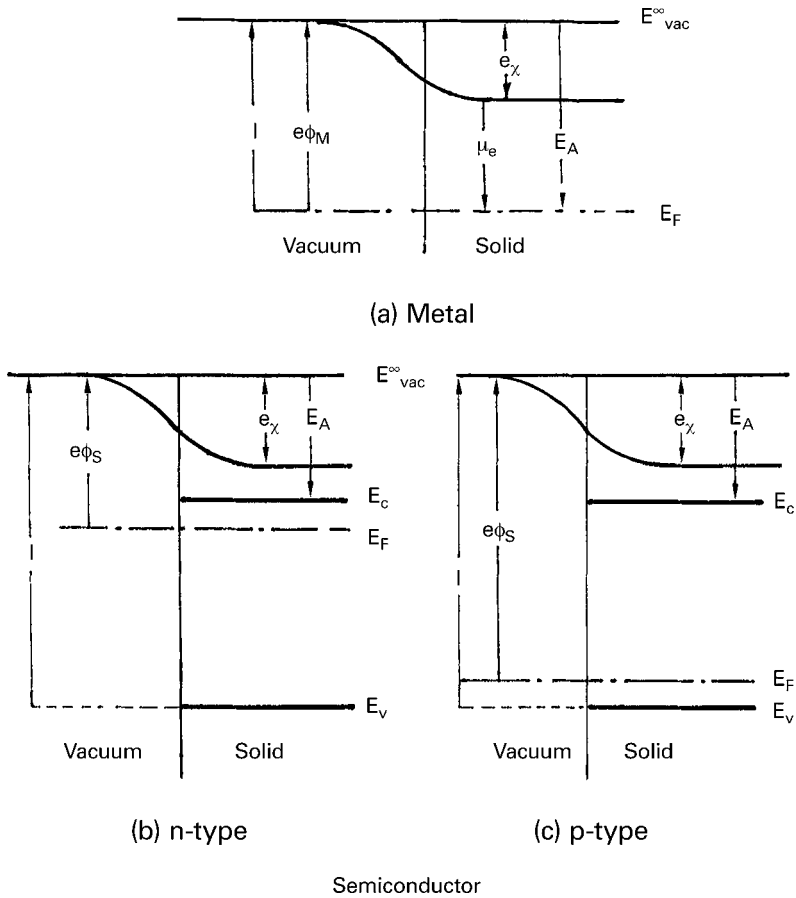 E∞vac
eχ
I
eϕM
μe
EA
EF
Vacuum Solid
(a) Metal
E∞vac
eχ
EA
eϕS
Ec
EF
Ev
Vacuum Solid
(b) n-type
eχ
EA
Ec
eϕS
EF
Ev
Vacuum Solid
(c) p-type
Semiconductor